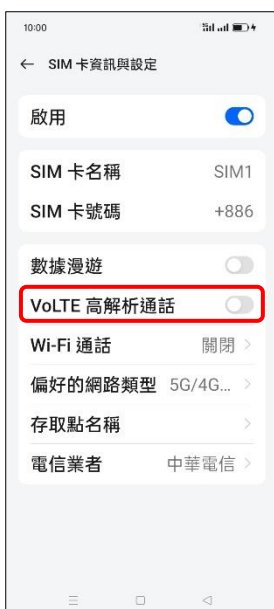 10:00
← SIM 卡資訊與設定
啟用
SIM 卡名稱 SIM1
SIM 卡號碼 +886
數據漫遊
VoLTE 高解析通話
Wi-Fi 通話 關閉 >
偏好的網路類型 5G/4G... >
存取點名稱 >
電信業者 中華電信 >